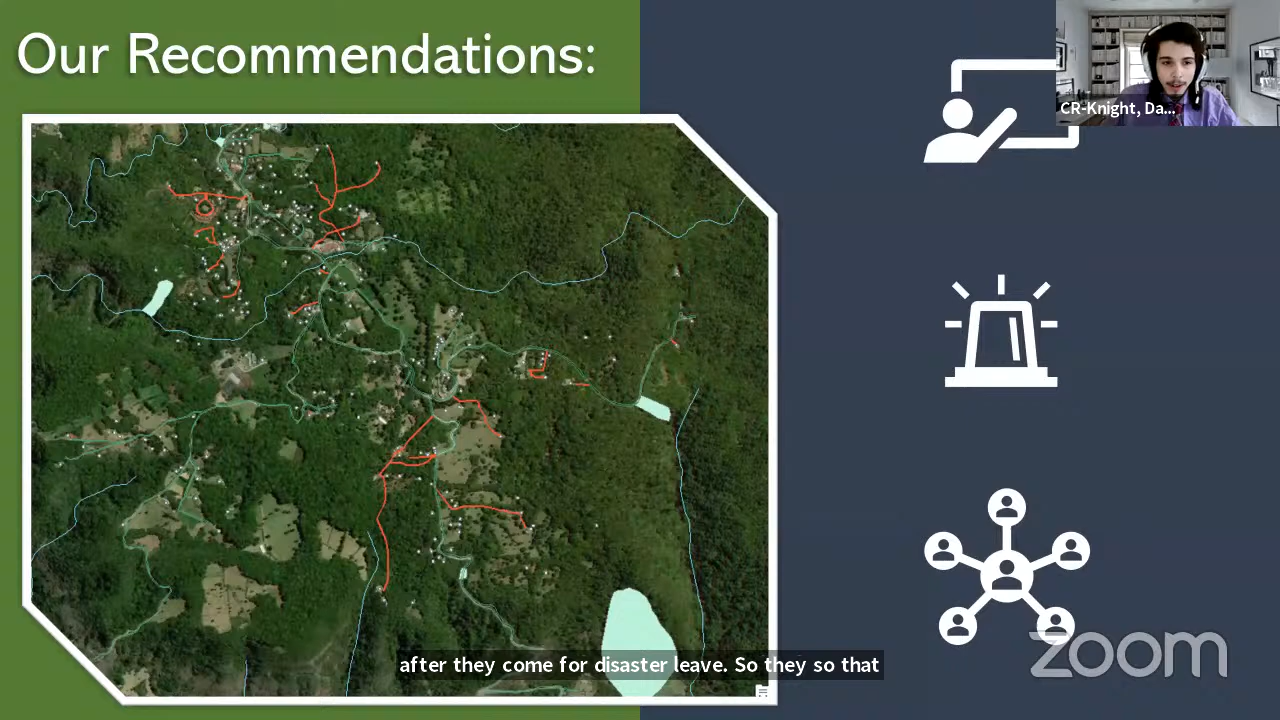 Our Recommendations:
CR-Knight, Da...
after they come for disaster leave. So they so that
zoom